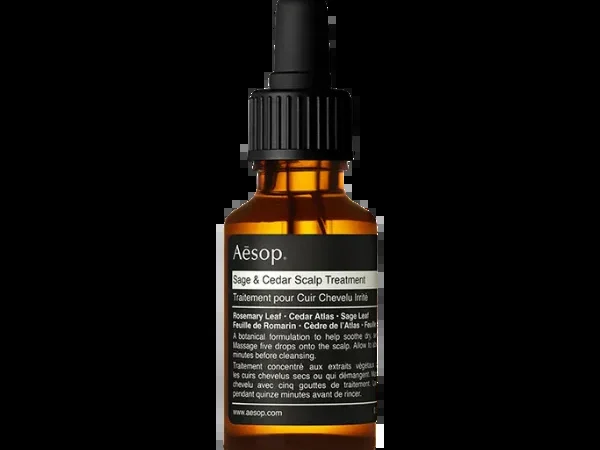 Aēsop.
Sage & Cedar Scalp Treatment
Traitement pour Cuir Chevelu Irrité
Rosemary Leaf · Cedar Atlas · Sage Leaf
Feuille de Romarin · Cèdre de l'Atlas · Feuille
A botanical formulation to help soothe dry,
Massage five drops onto the scalp. Allow to
minutes before cleansing.
Traitement concentré aux extraits végétaux
les cuirs chevelus secs ou qui démangent.
chevelu avec cinq gouttes de traitement.
pendant quinze minutes avant de rincer.
www.aesop.com